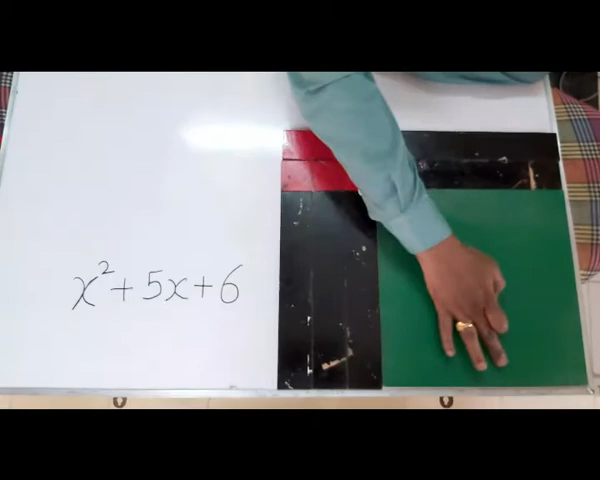 x² + 5x + 6